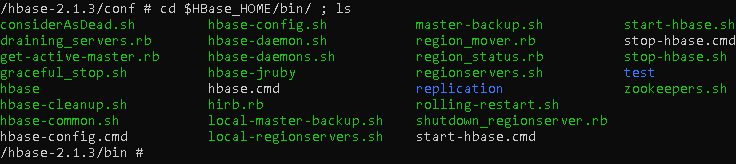 /hbase-2.1.3/conf # cd $HBase_HOME/bin/ ; ls
considerAsDead.sh hbase-config.sh master-backup.sh start-hbase.sh
draining_servers.rb hbase-daemon.sh region_mover.rb stop-hbase.cmd
get-active-master.rb hbase-daemons.sh region_status.rb stop-hbase.sh
graceful_stop.sh hbase-jruby regionservers.sh test
hbase hbase.cmd replication zookeepers.sh
hbase-cleanup.sh hirb.rb rolling-restart.sh
hbase-common.sh local-master-backup.sh shutdown_regionserver.rb
hbase-config.cmd local-regionservers.sh start-hbase.cmd
/hbase-2.1.3/bin #